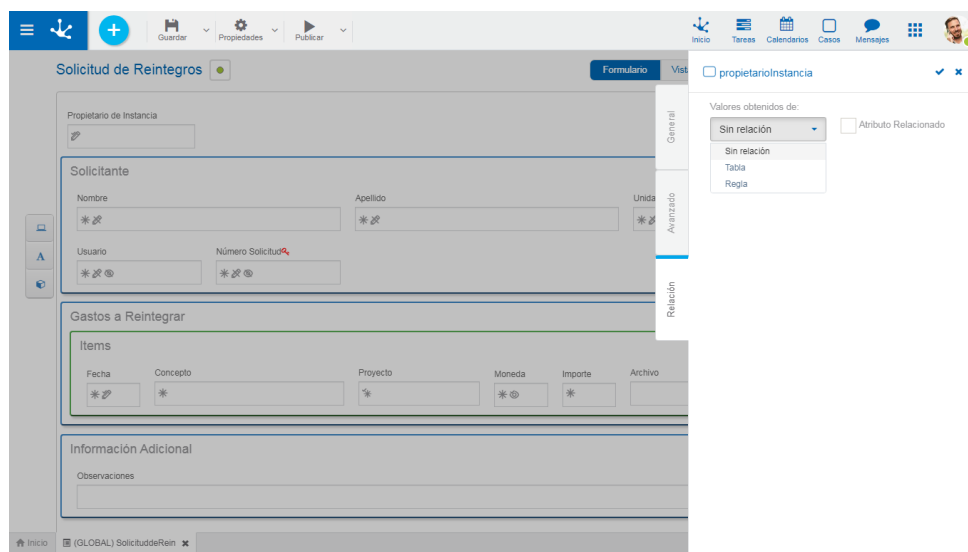 Guardar
Propiedades
Publicar
Inicio
Tareas
Calendarios
Casos
Mensajes
Solicitud de Reintegros
Formulario
Vist
Propietario de Instancia
Solicitante
Nombre
Apellido
Unida
Usuario
Número Solicitud
Gastos a Reintegrar
Items
Fecha
Concepto
Proyecto
Moneda
Importe
Archivo
Información Adicional
Observaciones
General
Avanzado
Relación
propietarioInstancia
Valores obtenidos de:
Sin relación
Atributo Relacionado
Sin relación
Tabla
Regla
Inicio
(GLOBAL) SolicituddeRein